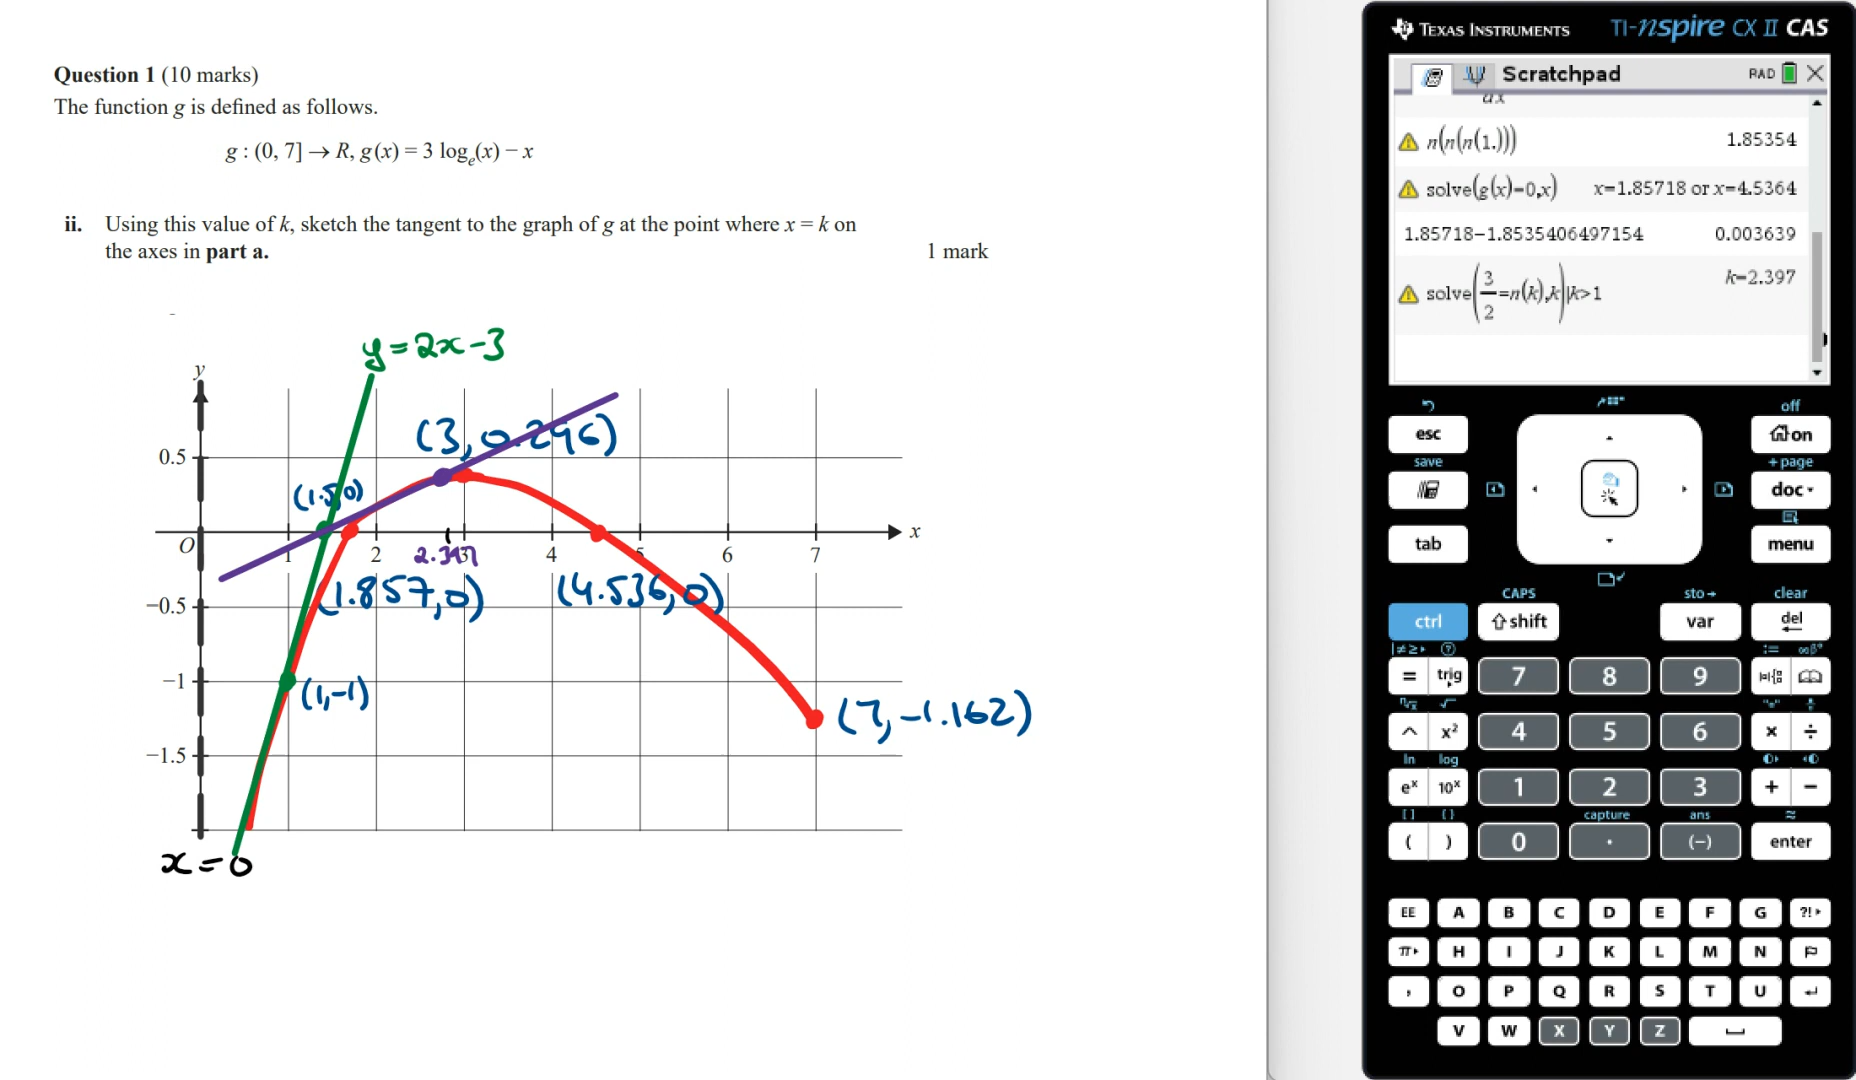 Question 1 (10 marks)
The function g is defined as follows.
g : (0, 7] → R, g(x) = 3 logₑ(x) − x
ii. Using this value of k, sketch the tangent to the graph of g at the point where x = k on
the axes in part a.
1 mark
y = 2x - 3
y
(3, 0.296)
0.5
(1.5, 0)
x
O
1 2 3 4 5 6 7
2.397
−0.5
(1.857, 0)
(4.536, 0)
−1
(1, -1)
(7, -1.162)
−1.5
x = 0
TEXAS INSTRUMENTS TI-nspire CX II CAS
Scratchpad RAD
dx
n(n(n(1.))) 1.85354
solve(g(x)=0,x) x=1.85718 or x=4.5364
1.85718−1.8535406497154 0.003639
solve(3/2=n(k),k)|k>1 k=2.397
off
esc on
save +page
doc
tab menu
CAPS sto→ clear
ctrl shift var del
|≠≥▸ :=
= trig 7 8 9
^ x² 4 5 6 × ÷
ln log
eˣ 10ˣ 1 2 3 + −
[ ] { } capture ans ≈
( ) 0 . (−) enter
EE A B C D E F G ?!▸
π▸ H I J K L M N
, O P Q R S T U
V W X Y Z